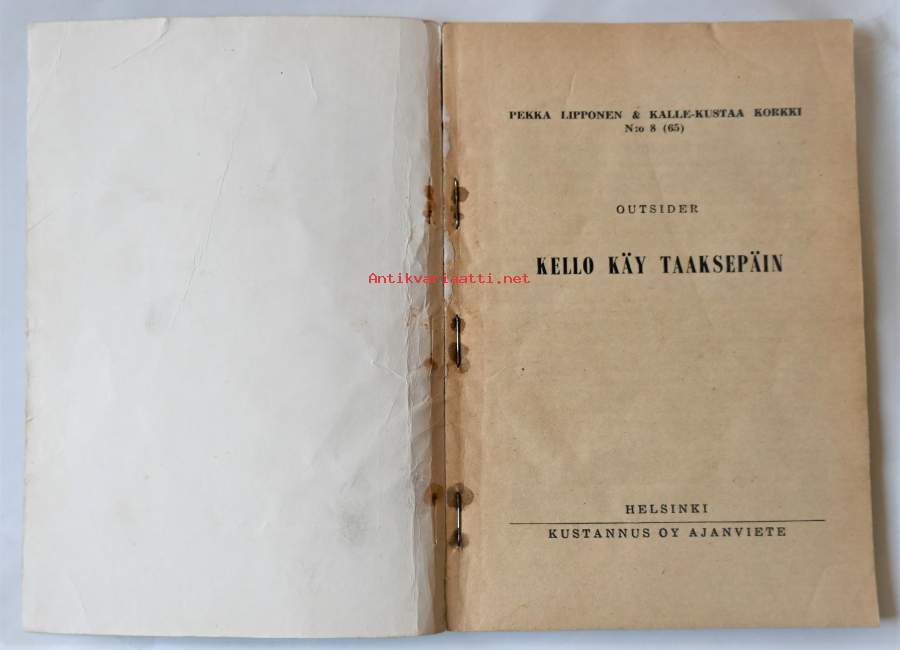 PEKKA LIPPONEN & KALLE-KUSTAA KORKKI
N:o 8 (65)
OUTSIDER
KELLO KÄY TAAKSEPÄIN
Antikvariaatti.net
HELSINKI
KUSTANNUS OY AJANVIETE